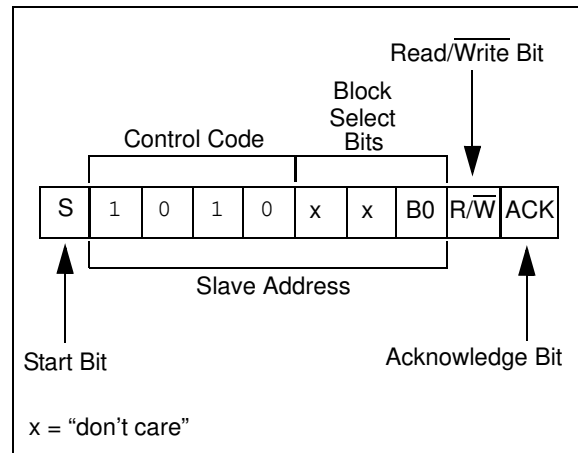 Read/Write Bit
Block
Select
Bits
Control Code
S 1 0 1 0 x x B0 R/W ACK
Slave Address
Start Bit
Acknowledge Bit
x = “don’t care”